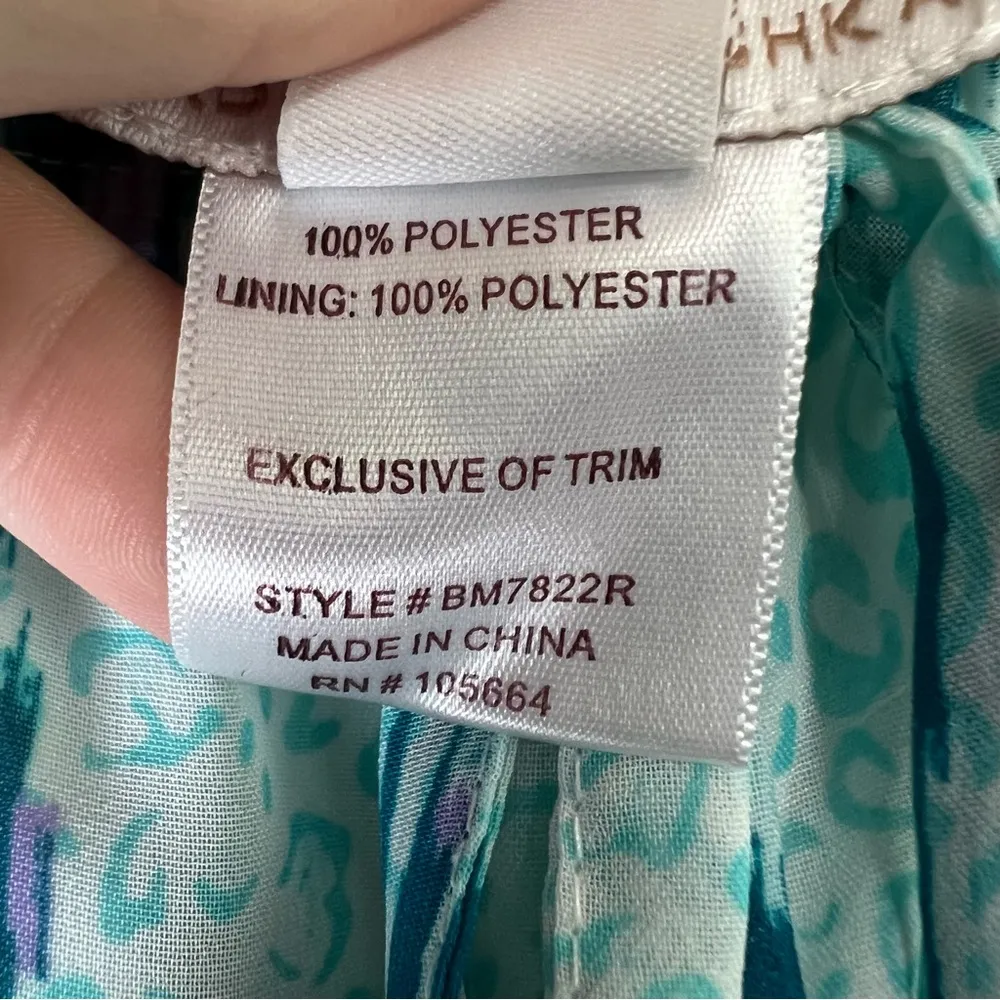 100% POLYESTER
LINING: 100% POLYESTER
EXCLUSIVE OF TRIM
STYLE # BM7822R
MADE IN CHINA
RN # 105664